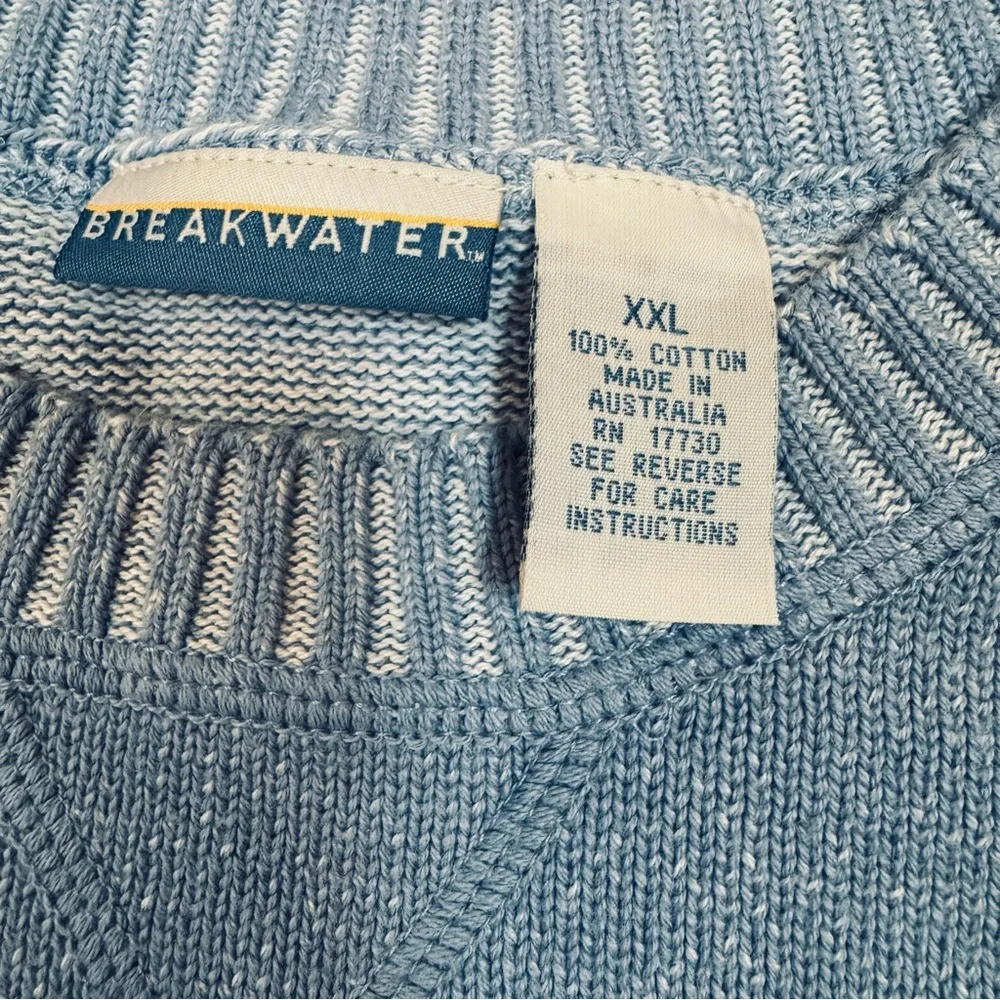 BREAKWATER™
XXL
100% COTTON
MADE IN
AUSTRALIA
RN 17730
SEE REVERSE
FOR CARE
INSTRUCTIONS